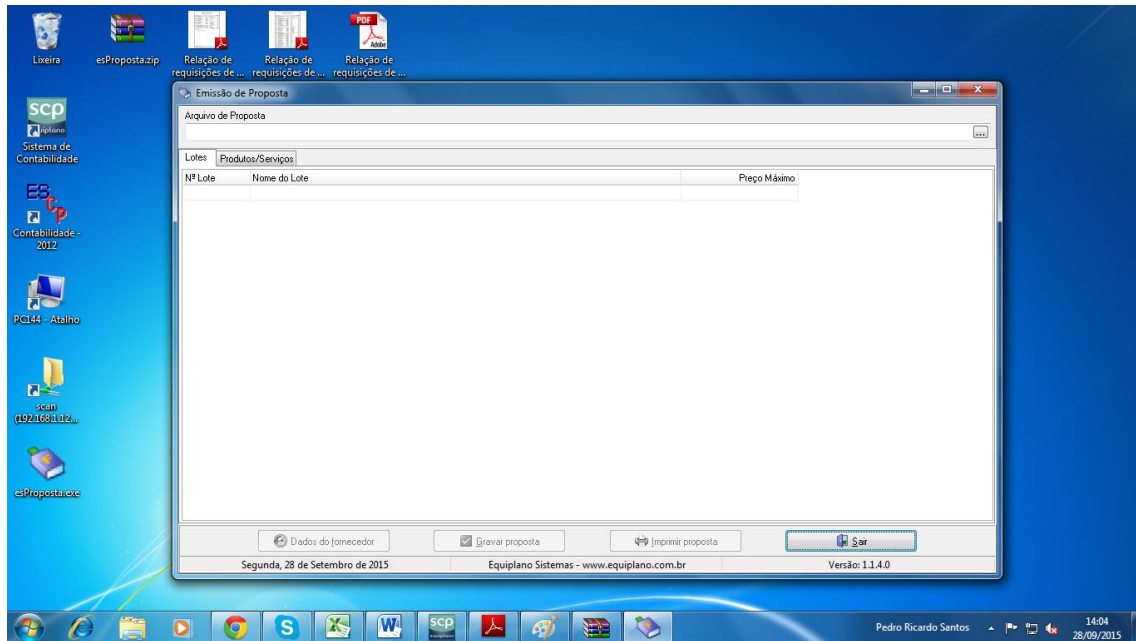 Lixeira
esProposta.zip
Relação de
requisições de ...
Relação de
requisições de ...
PDF
Adobe
Relação de
requisições de ...
scp
Sistema de
Contabilidade
ES
CP
Contabilidade -
2012
PC144 - Atalho
scan
(192.168.1.12...
esProposta.exe
Emissão de Proposta
Arquivo de Proposta
...
Lotes
Produtos/Serviços
Nª Lote
Nome do Lote
Preço Máximo
Dados do fornecedor
Gravar proposta
Imprimir proposta
Sair
Segunda, 28 de Setembro de 2015
Equiplano Sistemas - www.equiplano.com.br
Versão: 1.1.4.0
scp
Pedro Ricardo Santos
14:04
28/09/2015